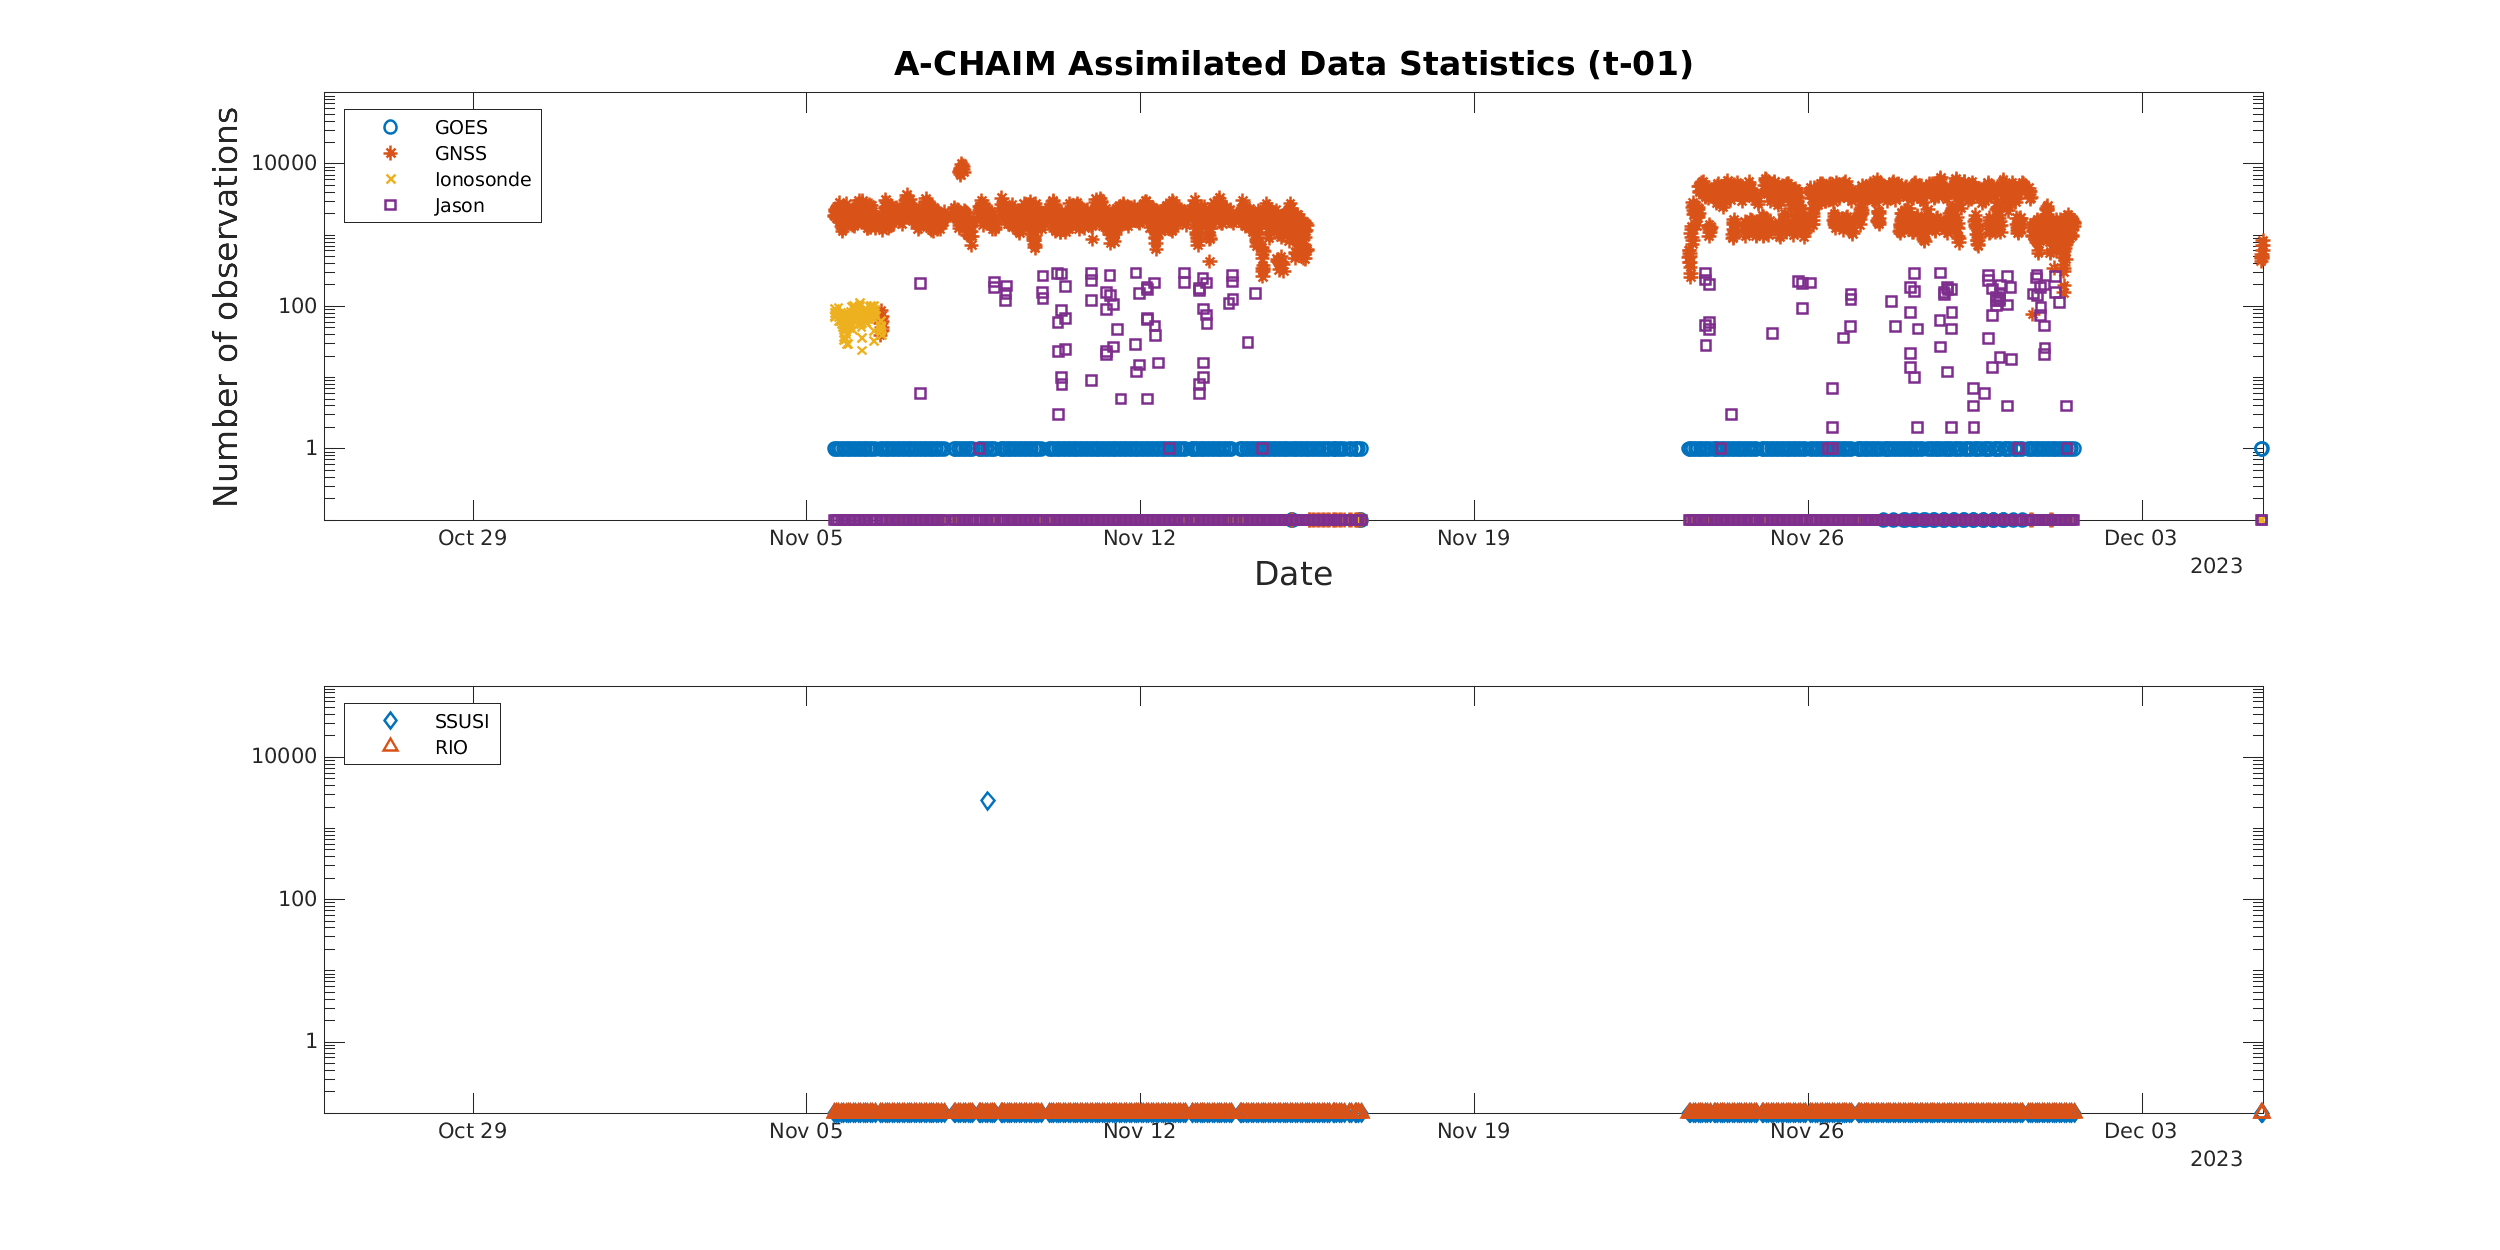 A-CHAIM Assimilated Data Statistics (t-01)
Number of observations
10000
100
1
GOES
GNSS
Ionosonde
Jason
Oct 29
Nov 05
Nov 12
Nov 19
Nov 26
Dec 03
2023
Date
10000
100
1
SSUSI
RIO
Oct 29
Nov 05
Nov 12
Nov 19
Nov 26
Dec 03
2023